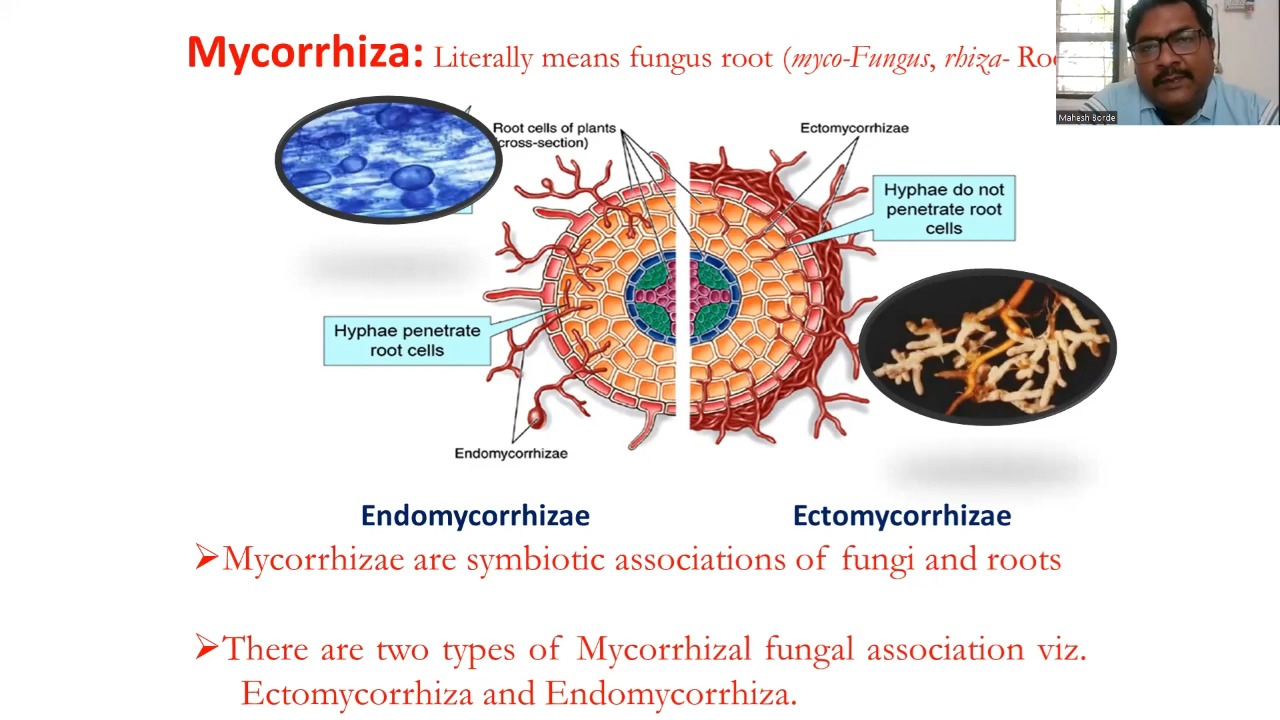 Mycorrhiza: Literally means fungus root (myco-Fungus, rhiza-
Mahesh Borde
Root cells of plants
cross-section)
Ectomycorrhizae
Hyphae do not
penetrate root
cells
Hyphae penetrate
root cells
Endomycorrhizae
Endomycorrhizae
Ectomycorrhizae
➢Mycorrhizae are symbiotic associations of fungi and roots
➢There are two types of Mycorrhizal fungal association viz.
Ectomycorrhiza and Endomycorrhiza.